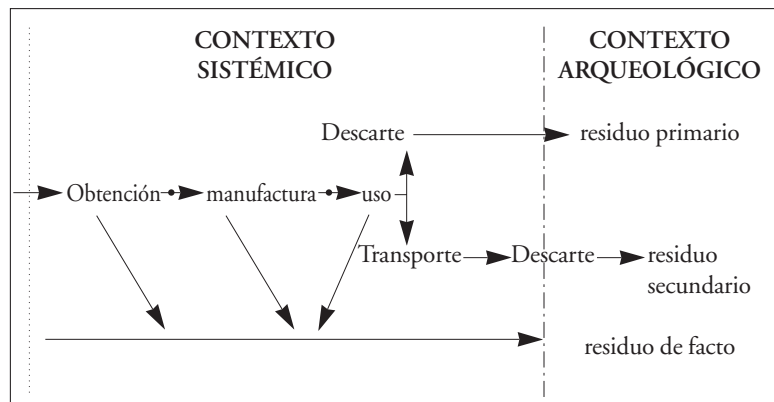 CONTEXTO
SISTÉMICO
CONTEXTO
ARQUEOLÓGICO
Descarte
residuo primario
Obtención
manufactura
uso
Transporte
Descarte
residuo
secundario
residuo de facto